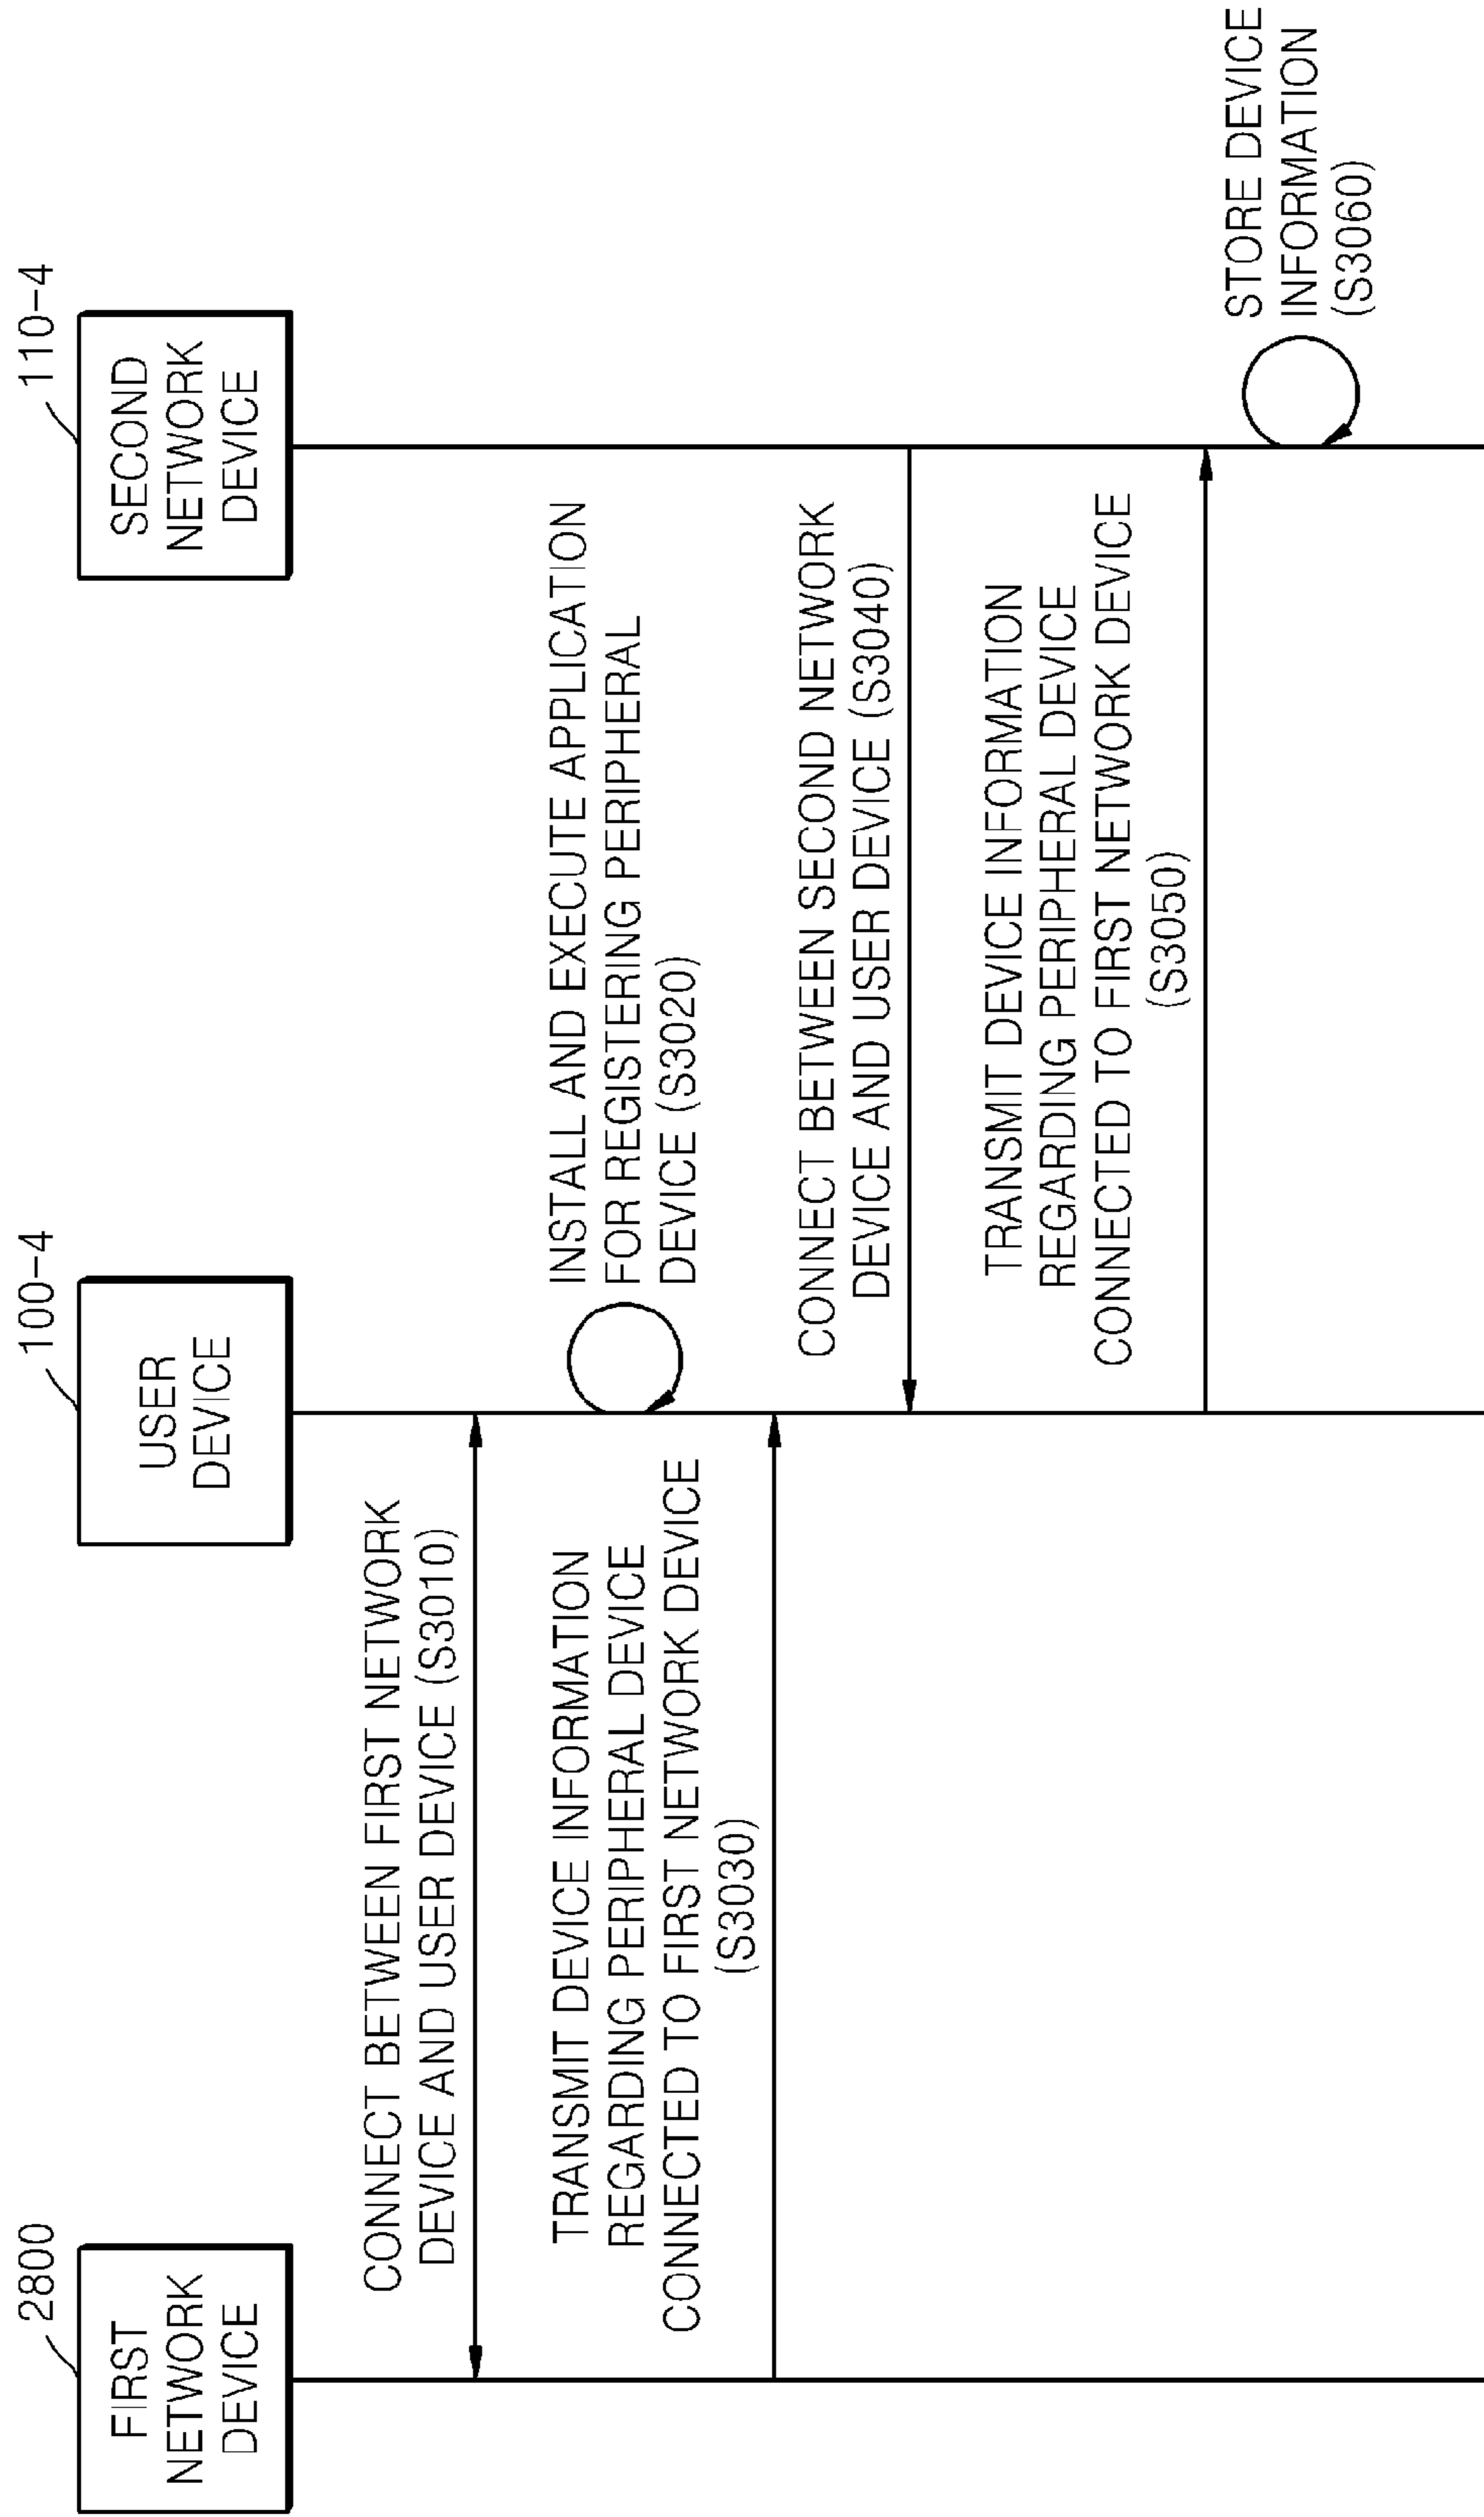 2800
FIRST
NETWORK
DEVICE
100-4
USER
DEVICE
110-4
SECOND
NETWORK
DEVICE
CONNECT BETWEEN FIRST NETWORK
DEVICE AND USER DEVICE (S3010)
INSTALL AND EXECUTE APPLICATION
FOR REGISTERING PERIPHERAL
DEVICE (S3020)
TRANSMIT DEVICE INFORMATION
REGARDING PERIPHERAL DEVICE
CONNECTED TO FIRST NETWORK DEVICE
(S3030)
CONNECT BETWEEN SECOND NETWORK
DEVICE AND USER DEVICE (S3040)
TRANSMIT DEVICE INFORMATION
REGARDING PERIPHERAL DEVICE
CONNECTED TO FIRST NETWORK DEVICE
(S3050)
STORE DEVICE
INFORMATION
(S3060)